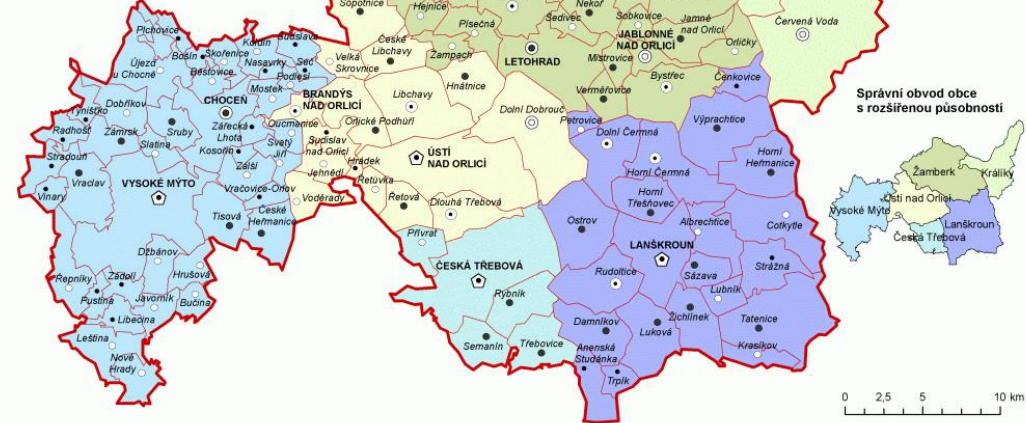 Sopotnice
Hejnice
Nekoř
Písečná
Sedivec
Sobkovice
Jamné
nad Orlicí
Červená Voda
JABLONNÉ
NAD ORLICÍ
Orličky
České
Libchavy
Žampach
LETOHRAD
Mistrovice
Plchovice
Bošín
Skořenice
Koldín
Sudslava
Velká
Skrovnice
Hnátnice
Bystřec
Čenkovice
Újezd
u Chocně
Běstovice
Nasavrky
Seč
Podlesí
Mostek
Verměřovice
Správní obvod obce
s rozšířenou působností
CHOCEŇ
BRANDÝS
NAD ORLICÍ
Libchavy
Dolní Dobrouč
Petrovice
Výprachtice
Týništko
Dobříkov
Oucmanice
Orlické Podhůří
Dolní Čermná
Radhošť
Zámrsk
Sruby
Zářecká
Lhota
Slatina
Kosořín
Svatý
Jiří
Sudislav
nad Orlicí
ÚSTÍ
NAD ORLICÍ
Horní
Heřmanice
Stradouň
Zálší
Jehnědí
Hrádek
Horní Čermná
Žamberk
Králíky
Vraclav
VYSOKÉ MÝTO
Řetůvka
Vinary
Vračovice-Orlov
Voděrady
Řetová
Dlouhá Třebová
Horní
Třešňovec
Ústí nad Orlicí
Vysoké Mýto
Lanškroun
Česká Třebová
Tisová
České
Heřmanice
Přívrat
Ostrov
Albrechtice
Cotkytle
LANŠKROUN
Džbánov
ČESKÁ TŘEBOVÁ
Rudoltice
Sázava
Strážná
Řepníky
Zádolí
Hrušová
Pustina
Javorník
Bučina
Rybník
Lubník
Žichlínek
Libecina
Damníkov
Luková
Tatenice
Leština
Semanín
Třebovice
Anenská
Studánka
Krasíkov
Nové
Hrady
Trpík
0 2,5 5 10 km